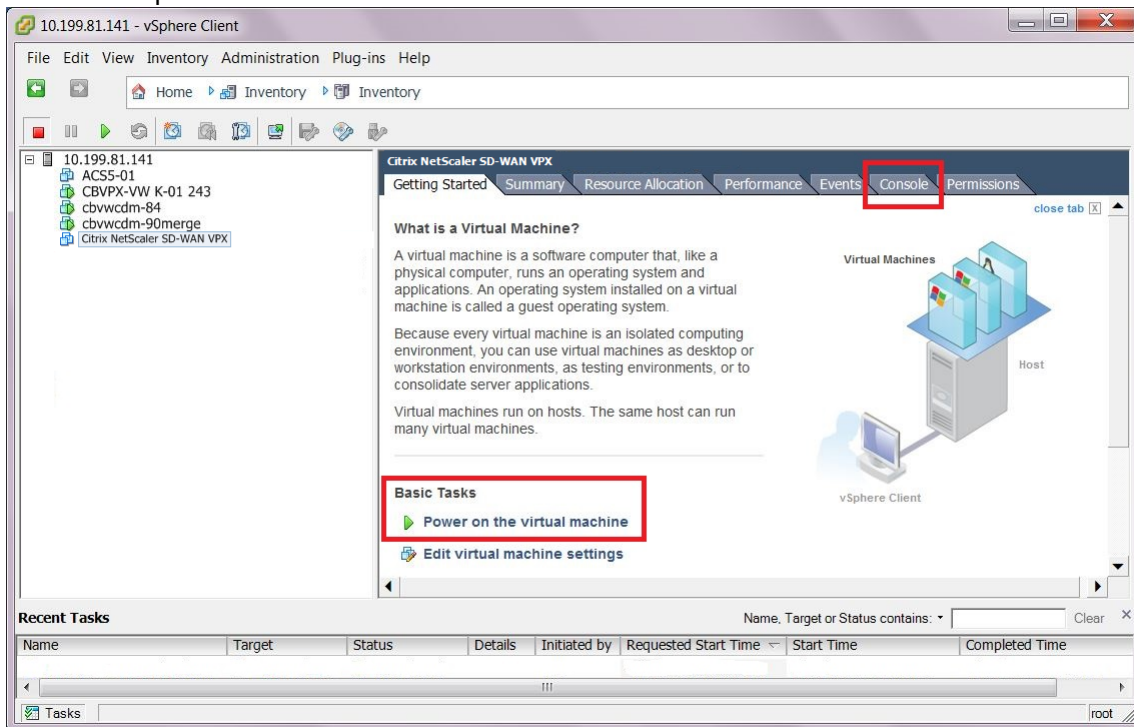 10.199.81.141 - vSphere Client
File Edit View Inventory Administration Plug-ins Help
Home Inventory Inventory
10.199.81.141
ACS5-01
CBVPX-VW K-01 243
cbvwcdm-84
cbvwcdm-90merge
Citrix NetScaler SD-WAN VPX
Citrix NetScaler SD-WAN VPX
Getting Started Summary Resource Allocation Performance Events Console Permissions
close tab X
What is a Virtual Machine?
A virtual machine is a software computer that, like a
physical computer, runs an operating system and
applications. An operating system installed on a virtual
machine is called a guest operating system.
Because every virtual machine is an isolated computing
environment, you can use virtual machines as desktop or
workstation environments, as testing environments, or to
consolidate server applications.
Virtual machines run on hosts. The same host can run
many virtual machines.
Virtual Machines
Host
vSphere Client
Basic Tasks
Power on the virtual machine
Edit virtual machine settings
Recent Tasks
Name, Target or Status contains: Clear
Name Target Status Details Initiated by Requested Start Time Start Time Completed Time
Tasks root